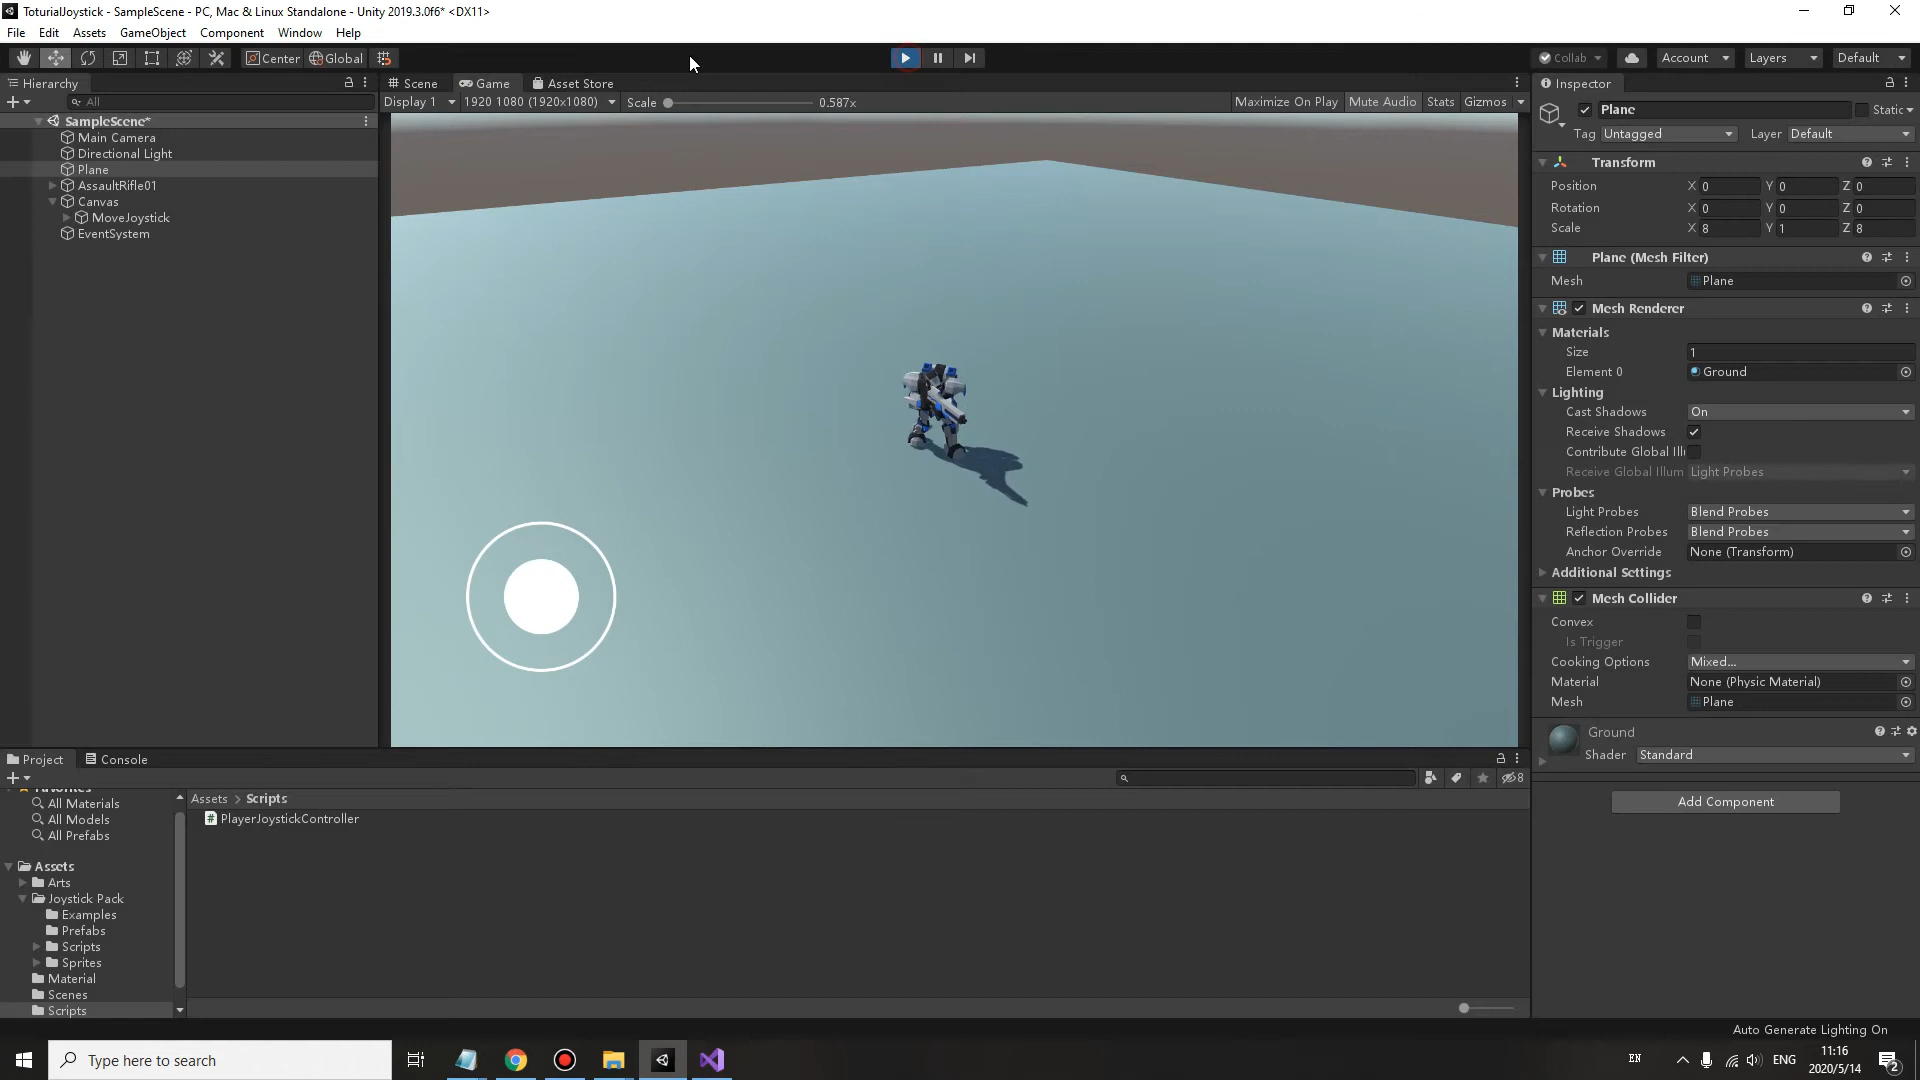 ToturialJoystick - SampleScene - PC, Mac & Linux Standalone - Unity 2019.3.0f6* <DX11>
File Edit Assets GameObject Component Window Help
Center Global Collab Account Layers Default
Hierarchy
All
SampleScene*
Main Camera
Directional Light
Plane
AssaultRifle01
Canvas
MoveJoystick
EventSystem
Scene Game Asset Store
Display 1 1920 1080 (1920x1080) Scale 0.587x Maximize On Play Mute Audio Stats Gizmos
Inspector
Plane Static
Tag Untagged Layer Default
Transform
Position X 0 Y 0 Z 0
Rotation X 0 Y 0 Z 0
Scale X 8 Y 1 Z 8
Plane (Mesh Filter)
Mesh Plane
Mesh Renderer
Materials
Size 1
Element 0 Ground
Lighting
Cast Shadows On
Receive Shadows
Contribute Global Ill
Receive Global Illum Light Probes
Probes
Light Probes Blend Probes
Reflection Probes Blend Probes
Anchor Override None (Transform)
Additional Settings
Mesh Collider
Convex
Is Trigger
Cooking Options Mixed...
Material None (Physic Material)
Mesh Plane
Ground
Shader Standard
Add Component
Project Console
8
All Materials
All Models
All Prefabs
Assets
Arts
Joystick Pack
Examples
Prefabs
Scripts
Sprites
Material
Scenes
Scripts
Assets > Scripts
PlayerJoystickController
Auto Generate Lighting On
Type here to search
EN ENG 11:16
2020/5/14
2